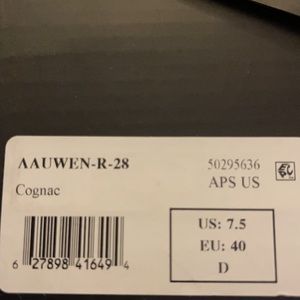 AAUWEN-R-28
50295636
Cognac
APS US
US: 7.5
EU: 40
D
6 27898 41649 4